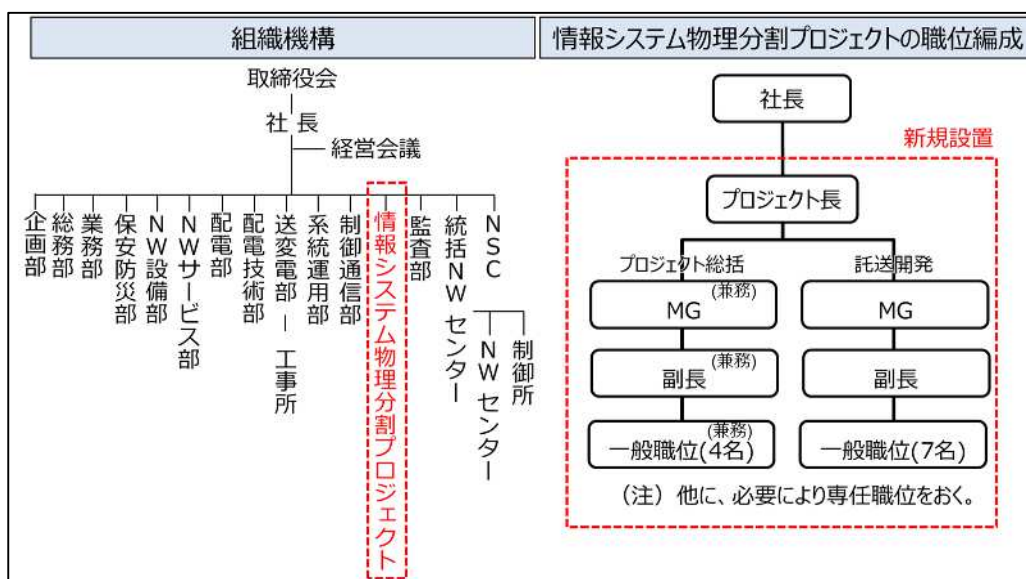 組織機構
取締役会
社 長
経営会議
企画部
総務部
業務部
保安防災部
NW設備部
NWサービス部
配電部
配電技術部
送変電部 ― 工事所
系統運用部
制御通信部
情報システム物理分割プロジェクト
監査部
統括NWセンター
NSC
NWセンター
制御所
情報システム物理分割プロジェクトの職位編成
社長
新規設置
プロジェクト長
プロジェクト総括
MG
(兼務)
副長
(兼務)
一般職位(4名)
(兼務)
託送開発
MG
副長
一般職位(7名)
（注）他に、必要により専任職位をおく。